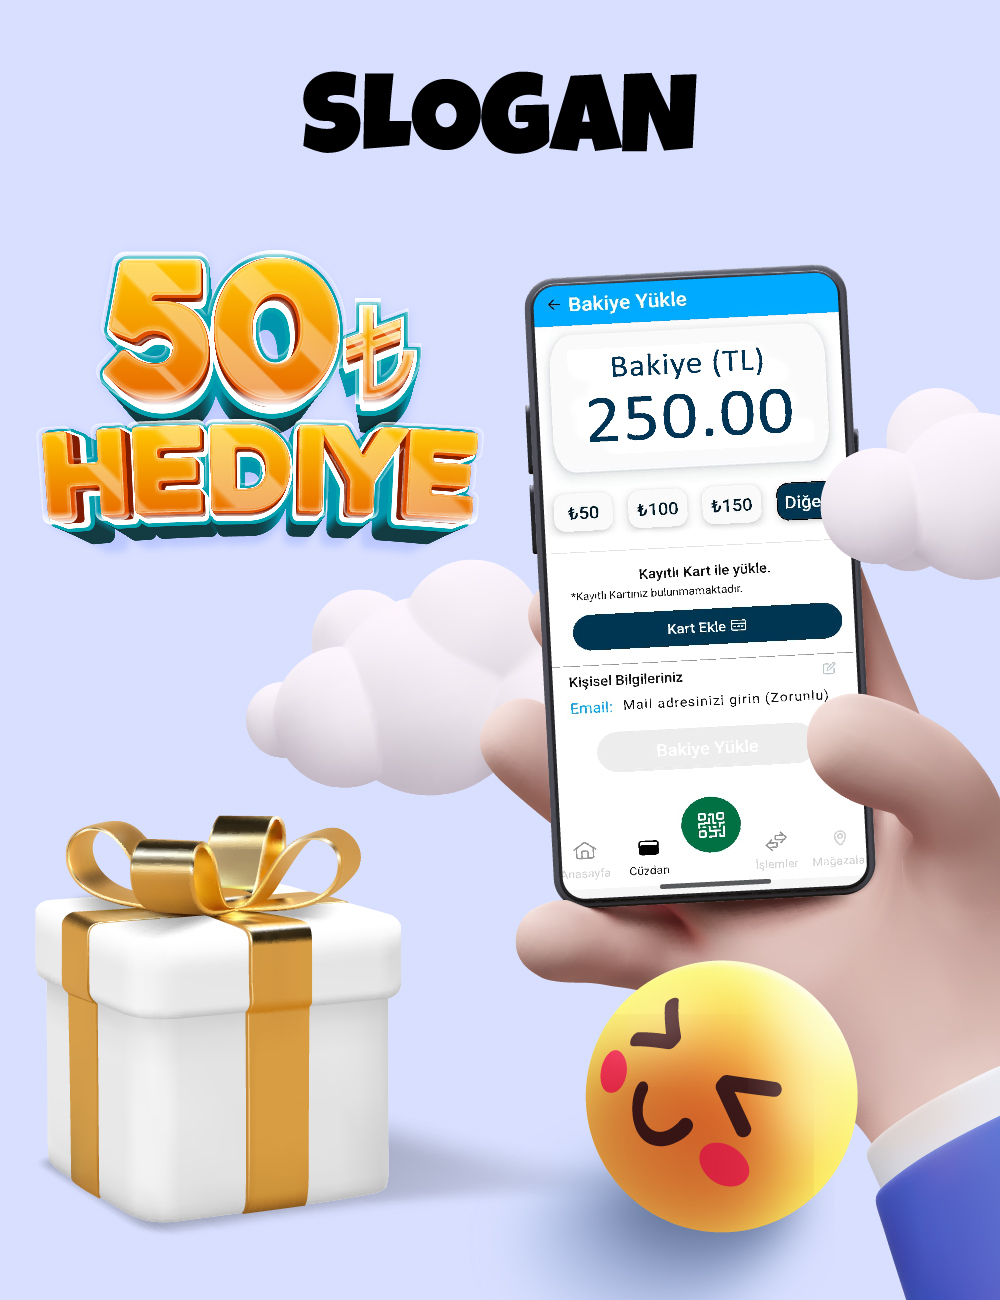 SLOGAN
50₺
HEDIYE
Bakiye Yükle
Bakiye (TL)
250.00
₺50 ₺100 ₺150 Diğe
Kayıtlı Kart ile yükle.
*Kayıtlı Kartınız bulunmamaktadır.
Kart Ekle
Kişisel Bilgileriniz
Email: Mail adresinizi girin (Zorunlu)
Bakiye Yükle
Anasayfa Cüzdan İşlemler Mağazala